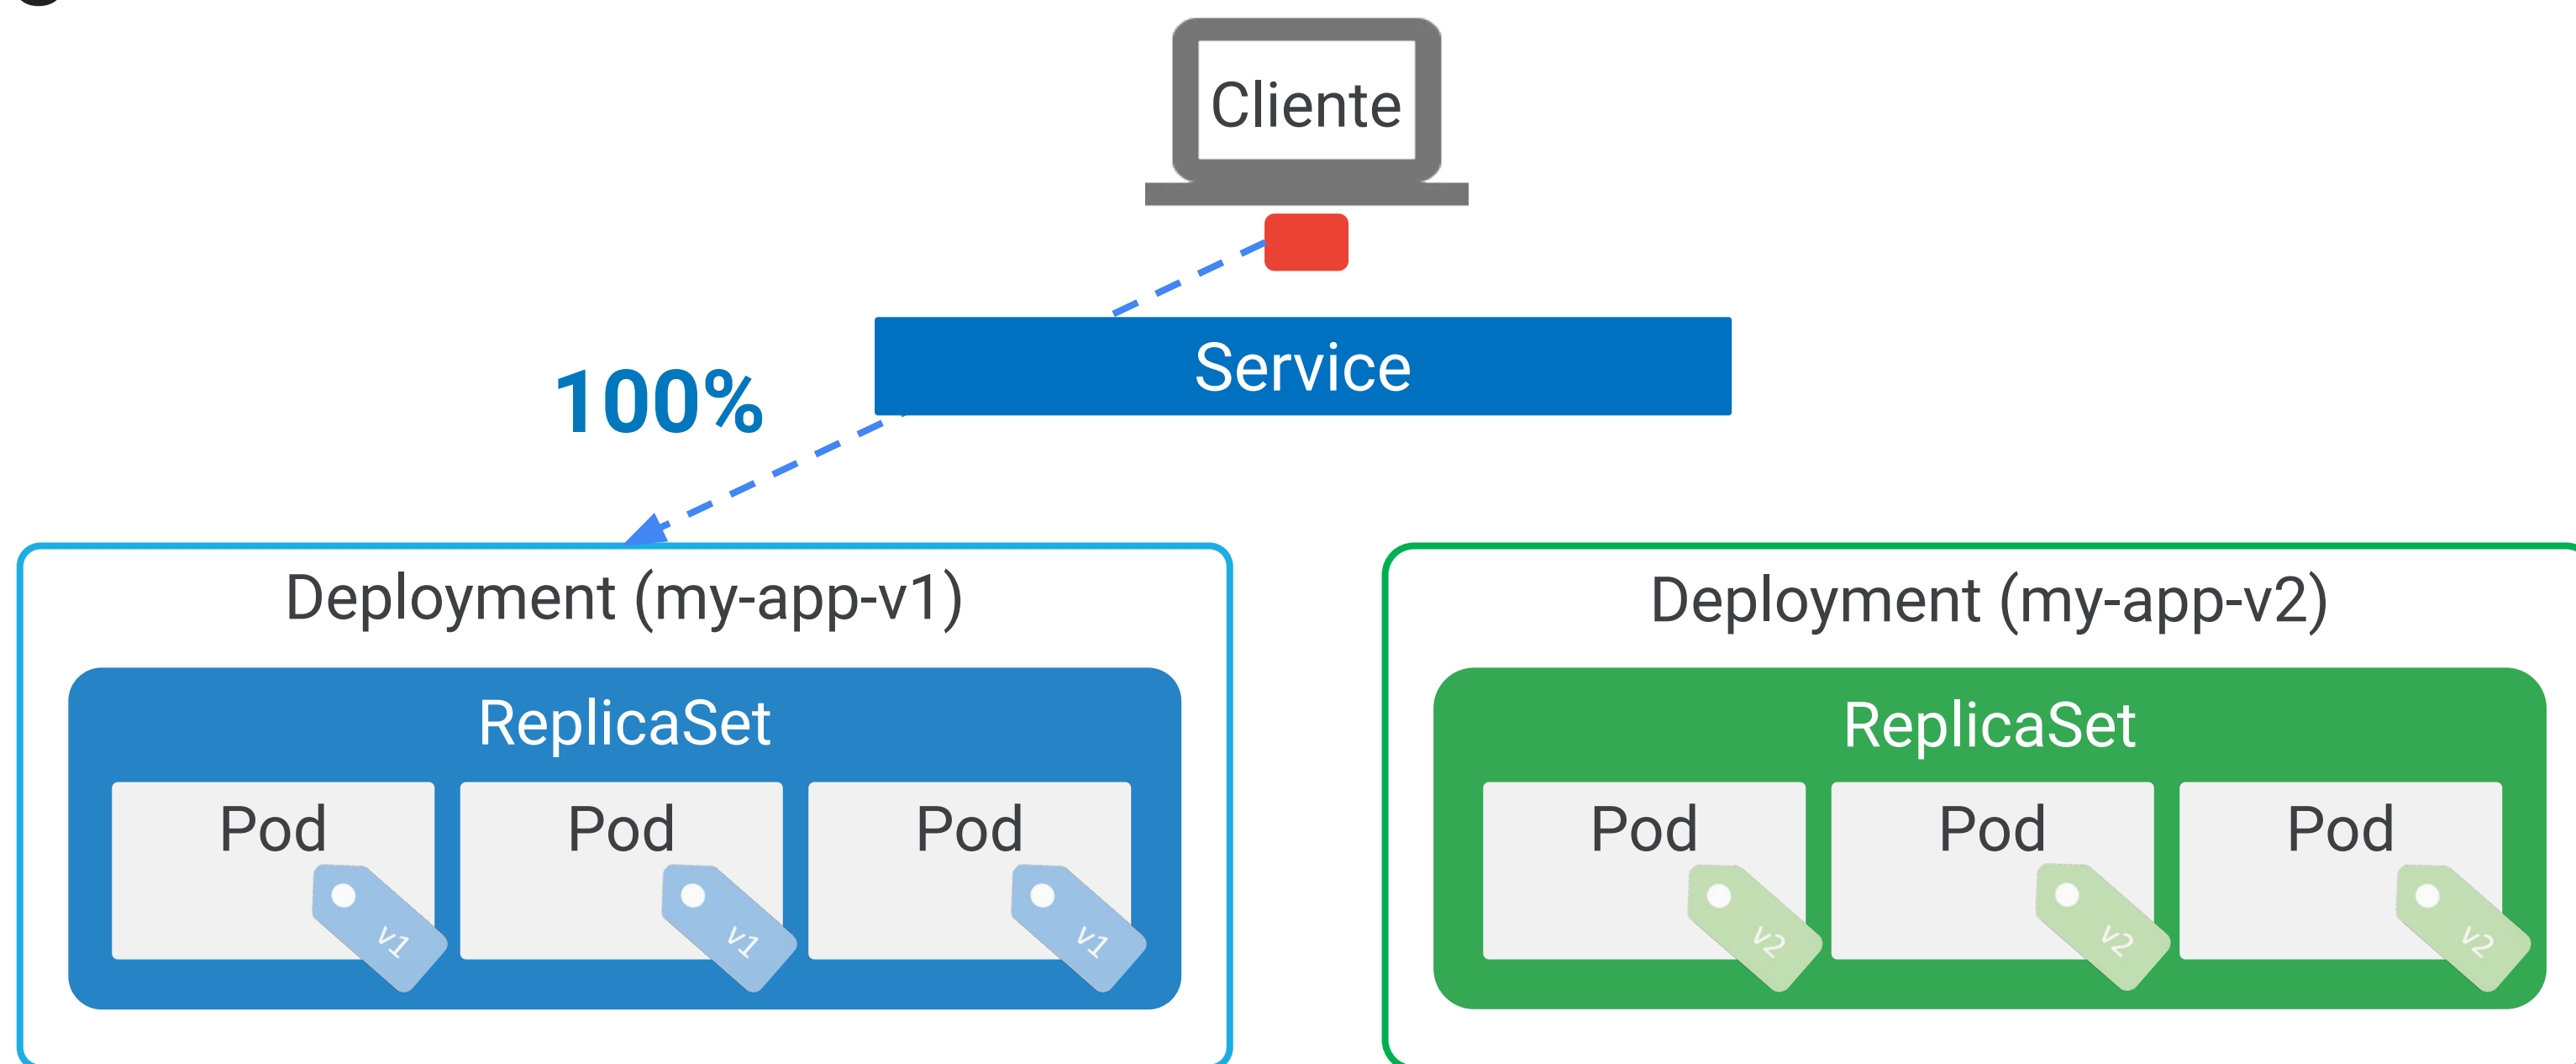 Cliente
Service
100%
Deployment (my-app-v1)
Deployment (my-app-v2)
ReplicaSet
ReplicaSet
Pod
Pod
Pod
Pod
Pod
Pod
v1
v1
v1
v2
v2
v2